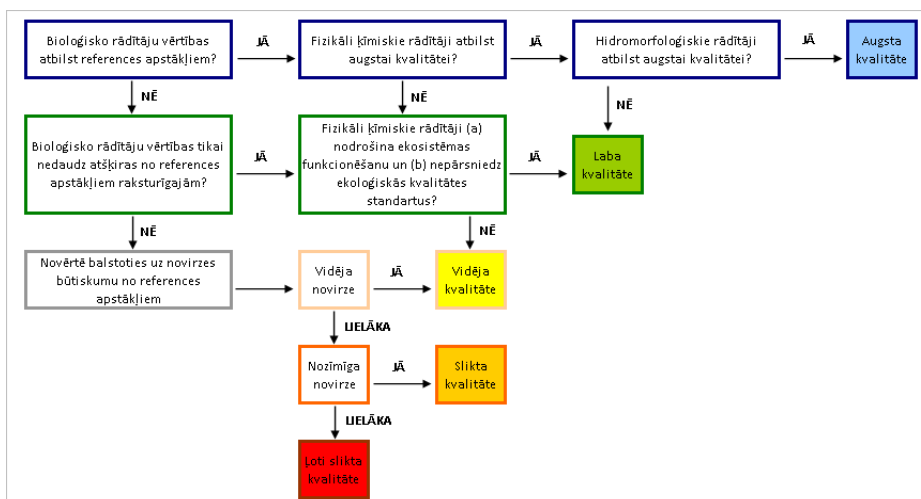 Bioloģisko rādītāju vērtības
atbilst references apstākļiem?
JĀ
Fizikāli ķīmiskie rādītāji atbilst
augstai kvalitātei?
JĀ
Hidromorfoloģiskie rādītāji
atbilst augstai kvalitātei?
JĀ
Augsta
kvalitāte
NĒ
NĒ
NĒ
Bioloģisko rādītāju vērtības tikai
nedaudz atšķiras no references
apstākļiem raksturīgajām?
JĀ
Fizikāli ķīmiskie rādītāji (a)
nodrošina ekosistēmas
funkcionēšanu un (b) nepārsniedz
ekoloģiskās kvalitātes
standartus?
JĀ
Laba
kvalitāte
NĒ
NĒ
Novērtē balstoties uz novirzes
būtiskumu no references
apstākļiem
Vidēja
novirze
JĀ
Vidēja
kvalitāte
LIELĀKA
Nozīmīga
novirze
JĀ
Slikta
kvalitāte
LIELĀKA
Ļoti slikta
kvalitāte